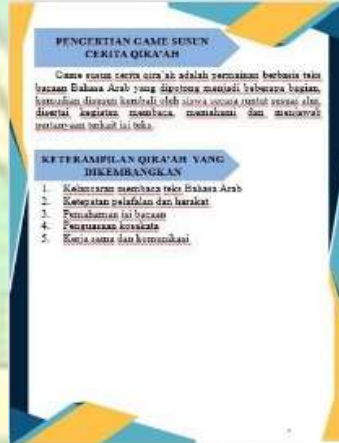 PENGERTIAN GAME SUSUN
CERITA QIRA'AH
Game susun cerita qira'ah adalah permainan berbasis teks
bacaan Bahasa Arab yang dipotong menjadi beberapa bagian,
kemudian disusun kembali oleh siswa secara runtut sesuai alur,
disertai kegiatan membaca, memahami dan menjawab
pertanyaan terkait isi teks.
KETERAMPILAN QIRA'AH YANG
DIKEMBANGKAN
1. Kelancaran membaca teks Bahasa Arab
2. Ketepatan pelafalan dan harakat
3. Pemahaman isi bacaan
4. Penguasaan kosakata
5. Kerja sama dan komunikasi